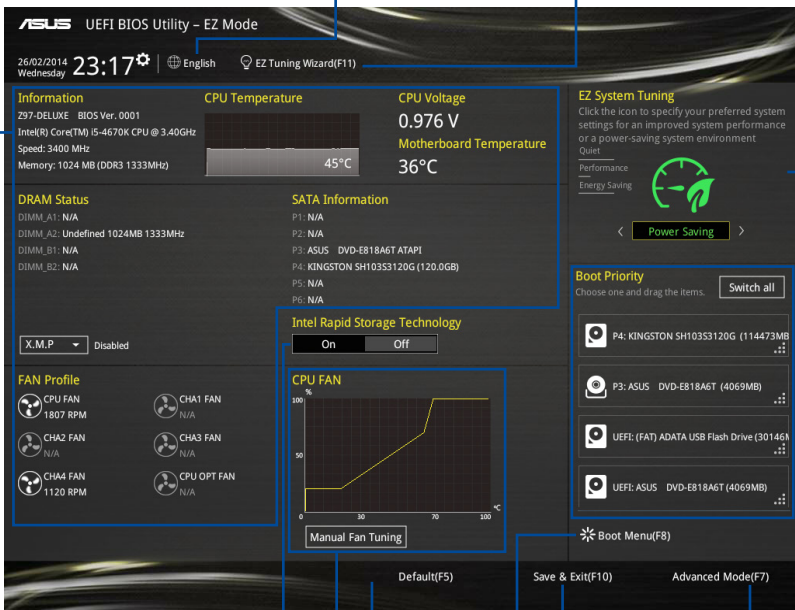 ASUS UEFI BIOS Utility – EZ Mode
26/02/2014
Wednesday
23:17
English
EZ Tuning Wizard(F11)
Information
Z97-DELUXE BIOS Ver. 0001
Intel(R) Core(TM) i5-4670K CPU @ 3.40GHz
Speed: 3400 MHz
Memory: 1024 MB (DDR3 1333MHz)
CPU Temperature
45°C
CPU Voltage
0.976 V
Motherboard Temperature
36°C
EZ System Tuning
Click the icon to specify your preferred system
settings for an improved system performance
or a power-saving system environment
Quiet
Performance
Energy Saving
Power Saving
DRAM Status
DIMM_A1: N/A
DIMM_A2: Undefined 1024MB 1333MHz
DIMM_B1: N/A
DIMM_B2: N/A
X.M.P
Disabled
SATA Information
P1: N/A
P2: N/A
P3: ASUS DVD-E818A6T ATAPI
P4: KINGSTON SH103S3120G (120.0GB)
P5: N/A
P6: N/A
Intel Rapid Storage Technology
On
Off
Boot Priority
Choose one and drag the items.
Switch all
P4: KINGSTON SH103S3120G (114473MB
P3: ASUS DVD-E818A6T (4069MB)
UEFI: (FAT) ADATA USB Flash Drive (30146M
UEFI: ASUS DVD-E818A6T (4069MB)
Boot Menu(F8)
FAN Profile
CPU FAN
1807 RPM
CHA1 FAN
N/A
CHA2 FAN
N/A
CHA3 FAN
N/A
CHA4 FAN
1120 RPM
CPU OPT FAN
N/A
CPU FAN
%
100
50
0
30
70
100
°C
Manual Fan Tuning
Default(F5)
Save & Exit(F10)
Advanced Mode(F7)